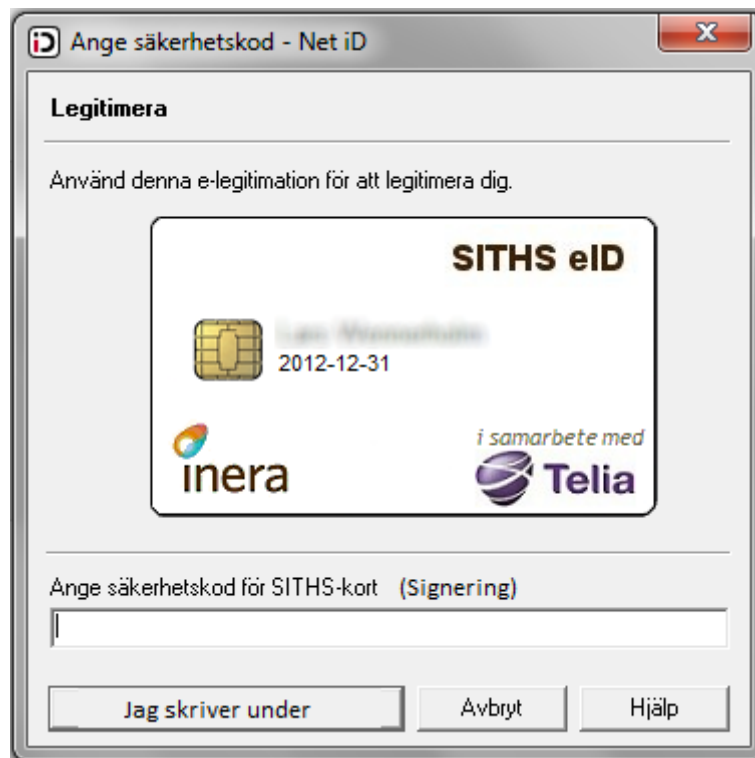 Ange säkerhetskod - Net iD
Legitimera
Använd denna e-legitimation för att legitimera dig.
SITHS eID
2012-12-31
inera
i samarbete med
Telia
Ange säkerhetskod för SITHS-kort (Signering)
Jag skriver under
Avbryt
Hjälp